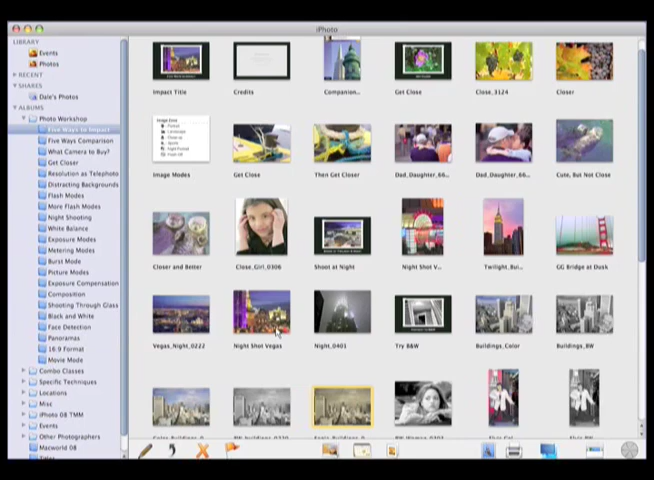 iPhoto
LIBRARY
Events
Photos
RECENT
SHARES
Dale's Photos
ALBUMS
Photo Workshop
Five Ways to Impact
Five Ways Comparison
What Camera to Buy?
Get Closer
Resolution as Telephoto
Distracting Backgrounds
Flash Modes
More Flash Modes
Night Shooting
White Balance
Exposure Modes
Metering Modes
Burst Mode
Picture Modes
Exposure Compensation
Composition
Shooting Through Glass
Black and White
Face Detection
Panoramas
16:9 Format
Movie Mode
Combo Classes
Specific Techniques
Locations
Misc
iPhoto 08 TMM
Events
Other Photographers
Macworld 08
Impact Title
Credits
Companion...
Get Close
Close_3124
Closer
Image Modes
Get Close
Then Get Closer
Dad_Daughter_66...
Dad_Daughter_66...
Cute, But Not Close
Closer and Better
Close_Girl_0306
Shoot at Night
Night Shot V...
Twilight_Bui...
GG Bridge at Dusk
Vegas_Night_0222
Night Shot Vegas
Night_0401
Try B&W
Buildings_Color
Buildings_BW